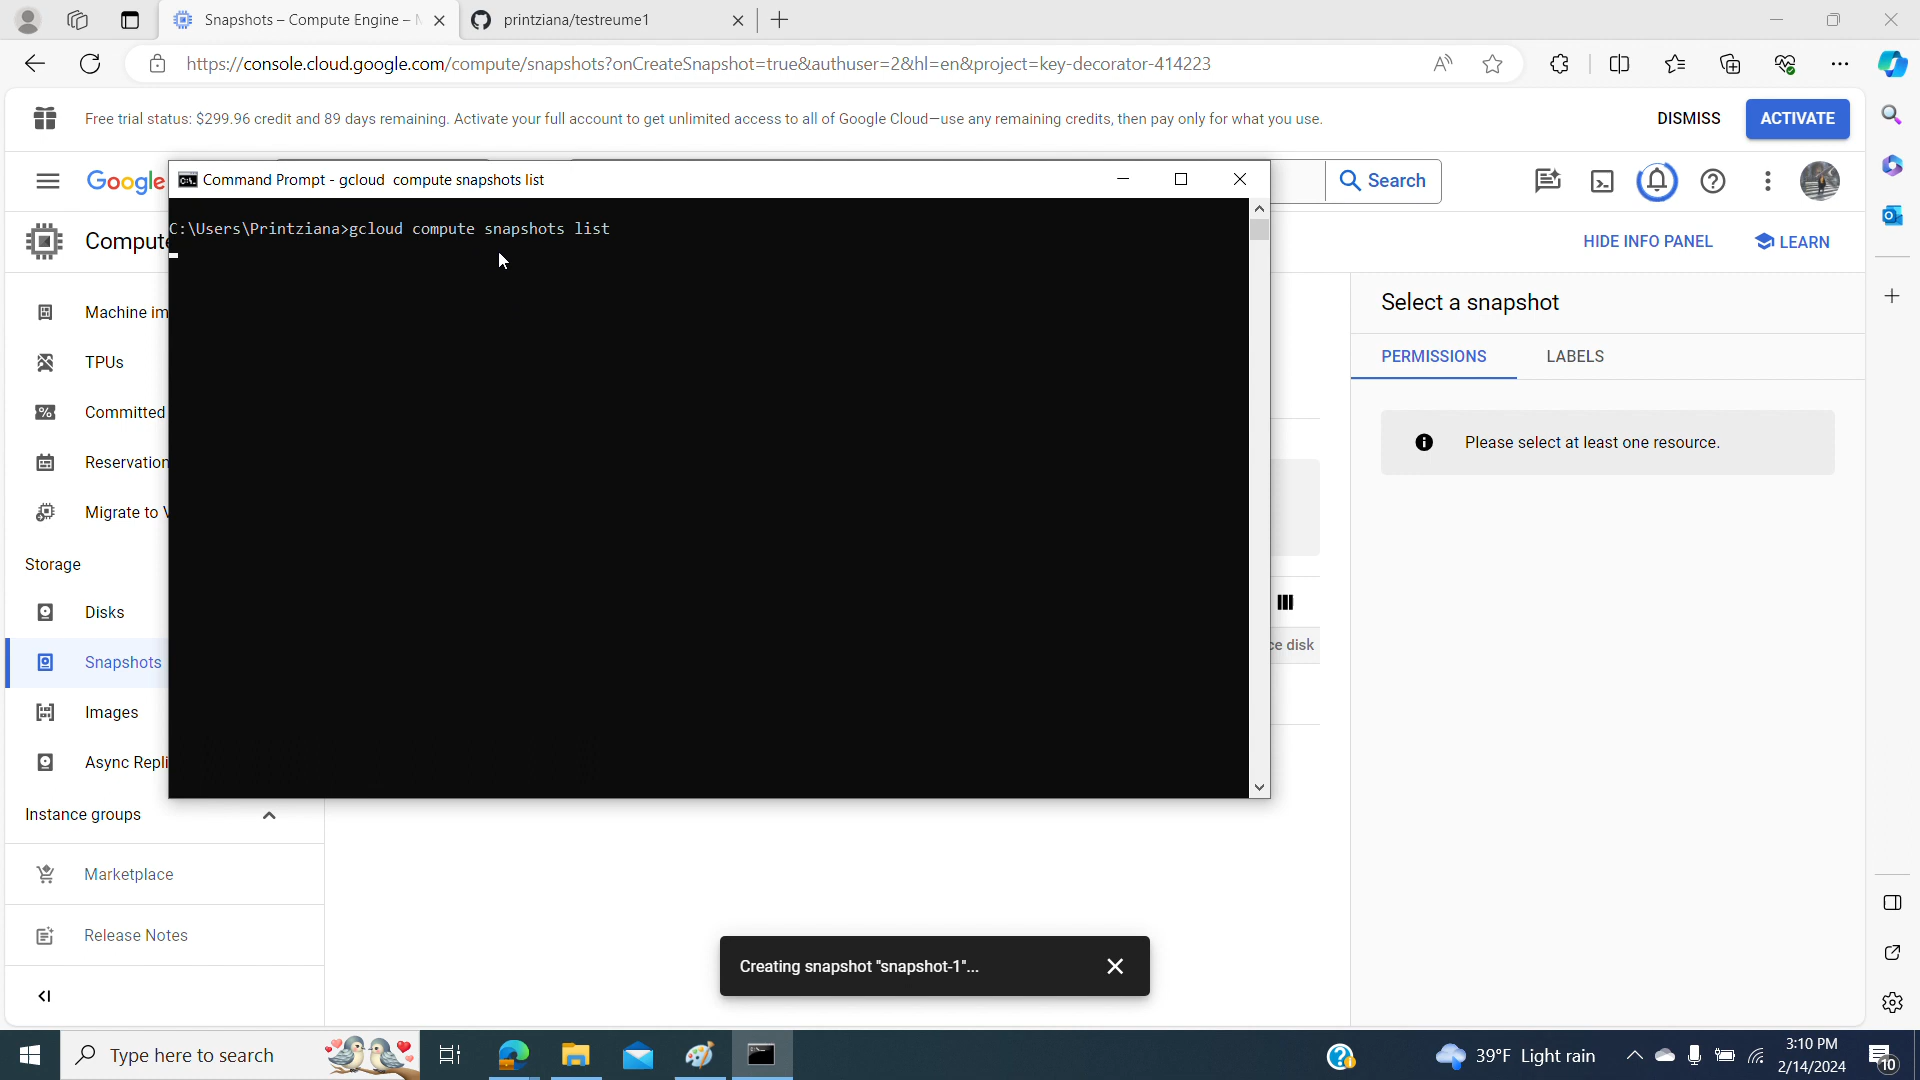 Snapshots – Compute Engine –
printziana/testreume1
https://console.cloud.google.com/compute/snapshots?onCreateSnapshot=true&authuser=2&hl=en&project=key-decorator-414223
Free trial status: $299.96 credit and 89 days remaining. Activate your full account to get unlimited access to all of Google Cloud—use any remaining credits, then pay only for what you use.
DISMISS
ACTIVATE
Google
Command Prompt - gcloud  compute snapshots list
Search
C:\Users\Printziana>gcloud compute snapshots list
Compute
HIDE INFO PANEL
LEARN
Machine im
TPUs
Committed
Reservation
Migrate to V
Storage
Disks
Snapshots
Images
Async Repli
Instance groups
Marketplace
Release Notes
Select a snapshot
PERMISSIONS
LABELS
Please select at least one resource.
ce disk
Creating snapshot "snapshot-1"...
Type here to search
39°F Light rain
3:10 PM
2/14/2024
10